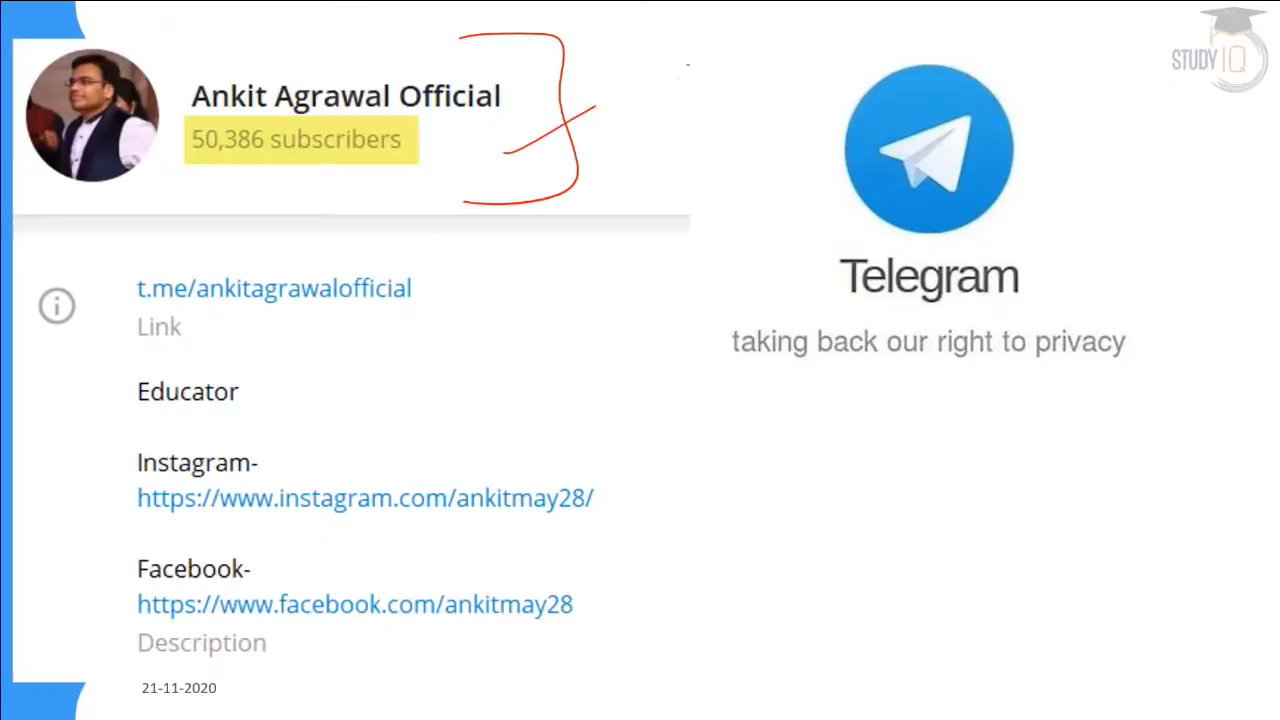 Ankit Agrawal Official
50,386 subscribers
t.me/ankitagrawalofficial
Link
Educator
Instagram-
https://www.instagram.com/ankitmay28/
Facebook-
https://www.facebook.com/ankitmay28
Description
21-11-2020
STUDY IQ
Telegram
taking back our right to privacy